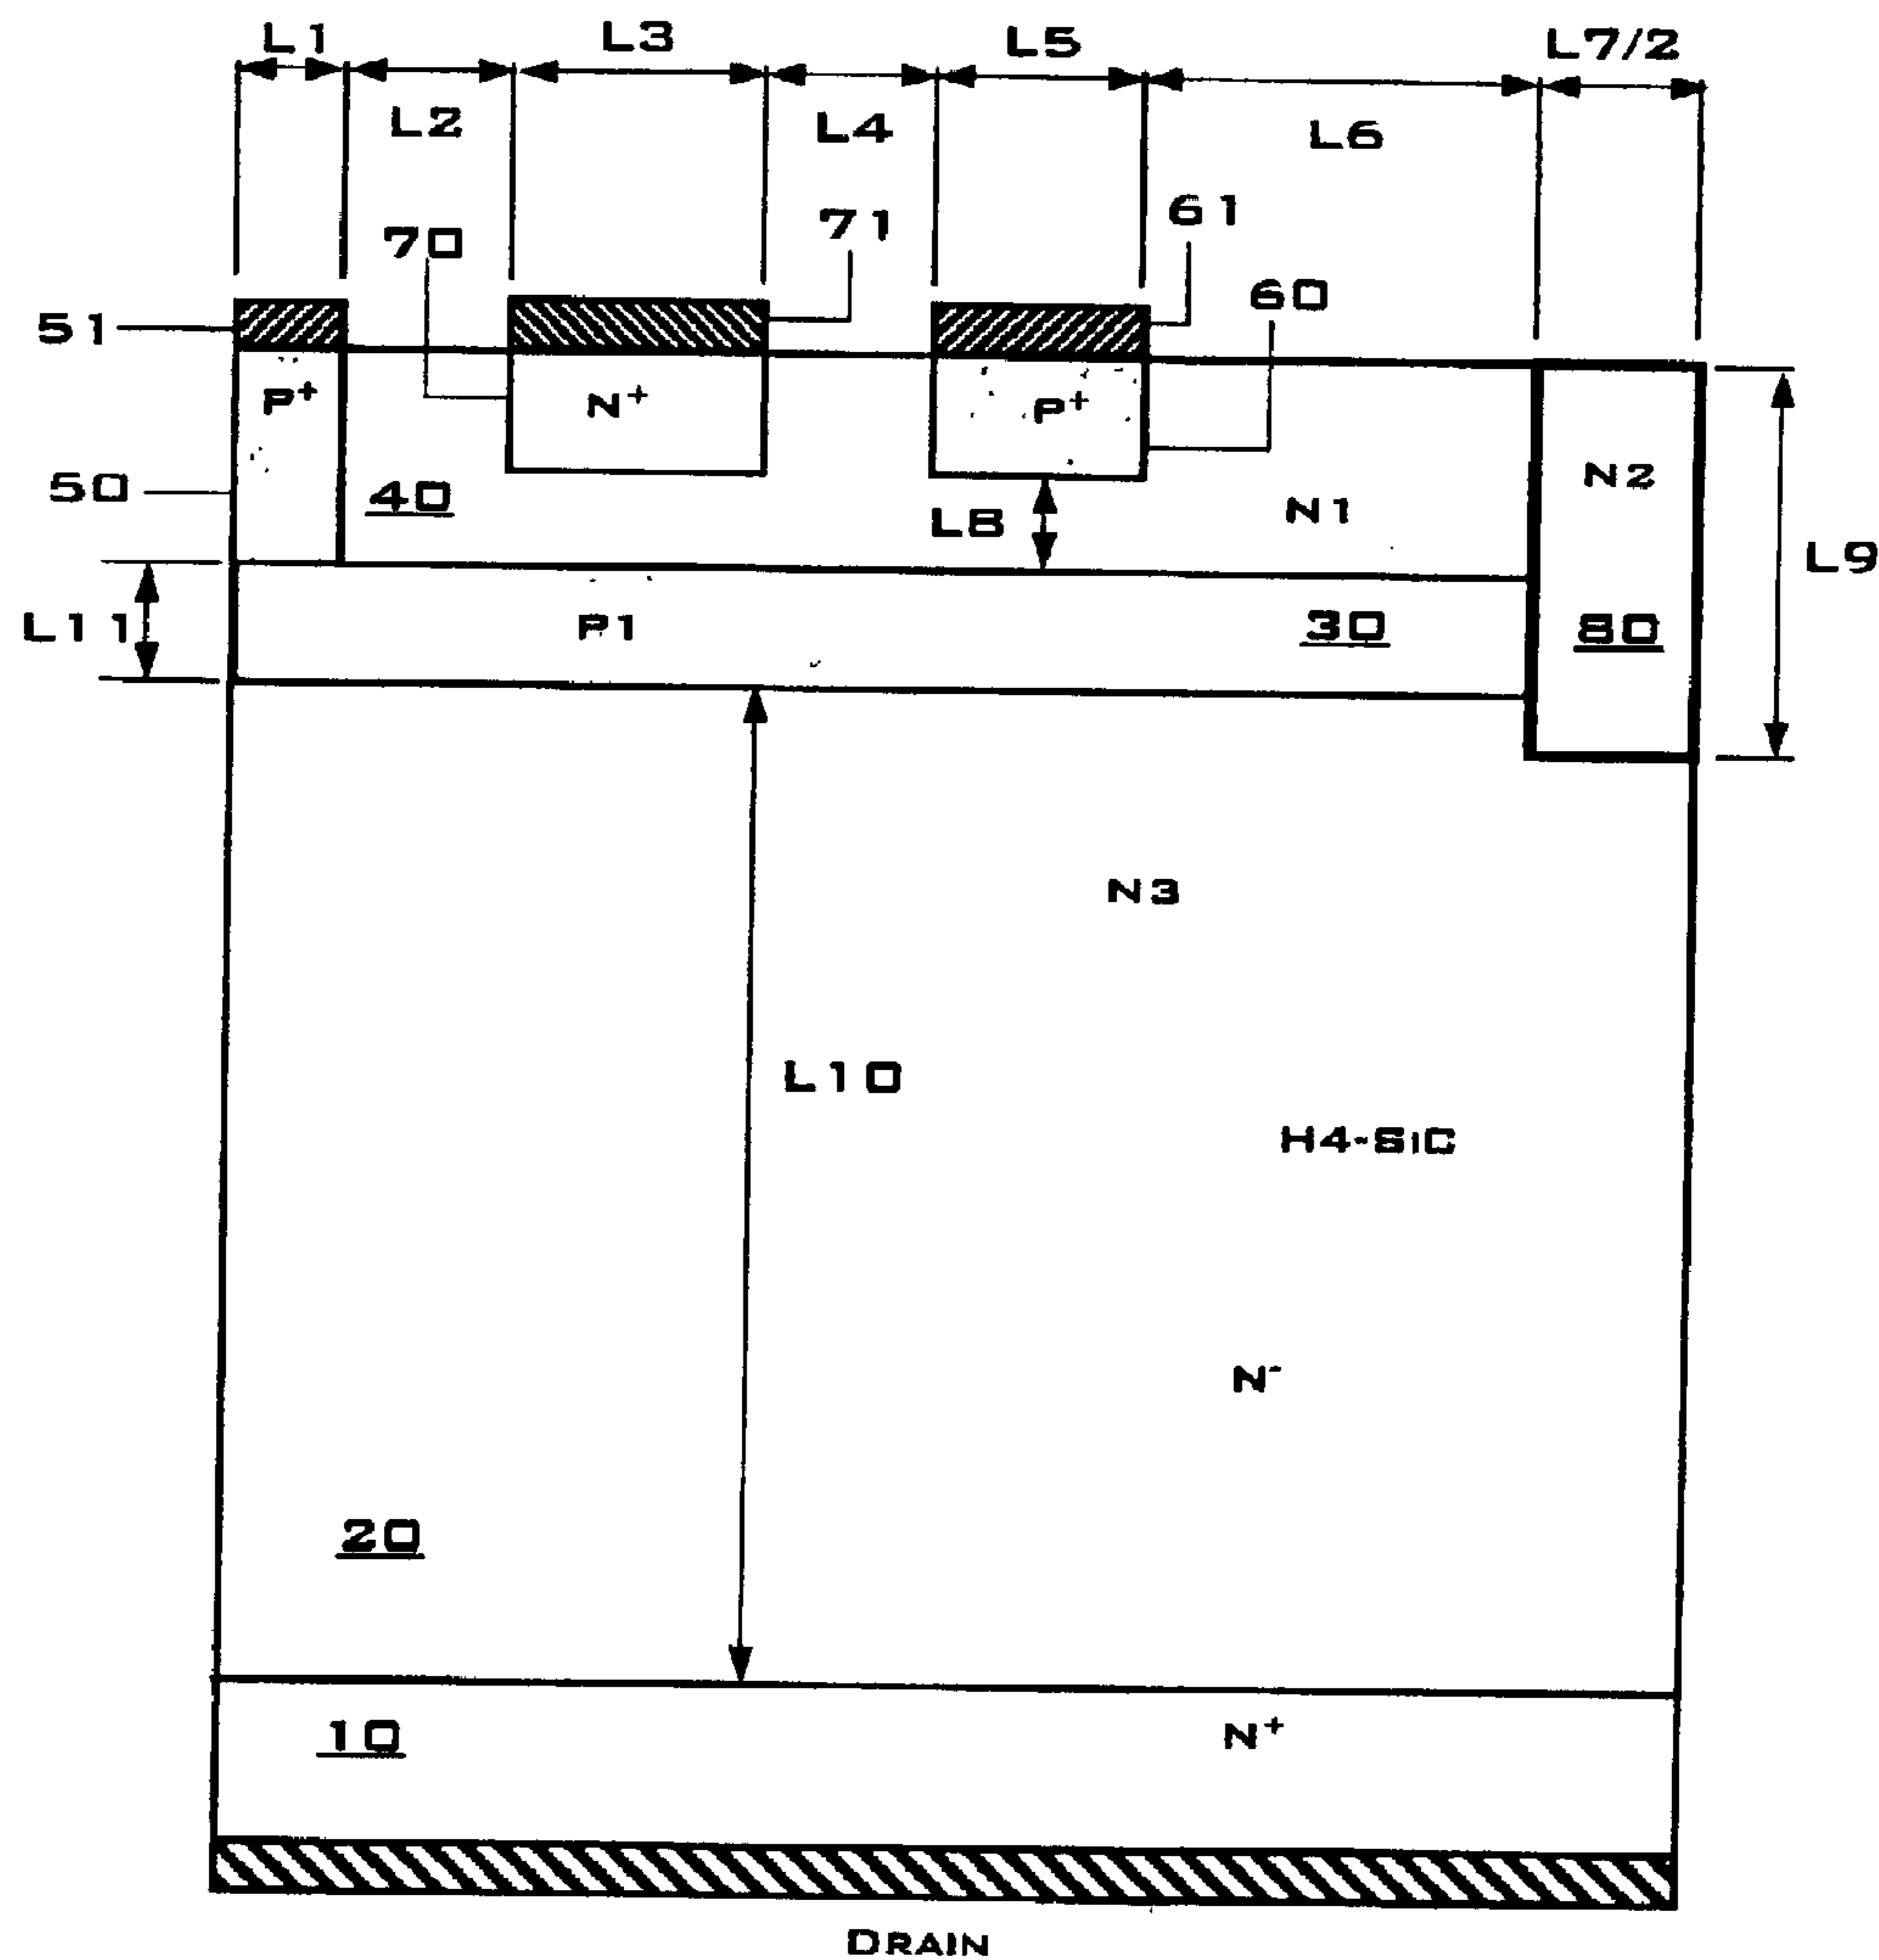 L1
L3
L5
L7/2
L2
L4
L6
70
71
61
60
51
P+
N+
P+
N2
50
40
L8
N1
L9
L11
P1
30
80
N3
L10
H4-SiC
N-
20
10
N+
DRAIN